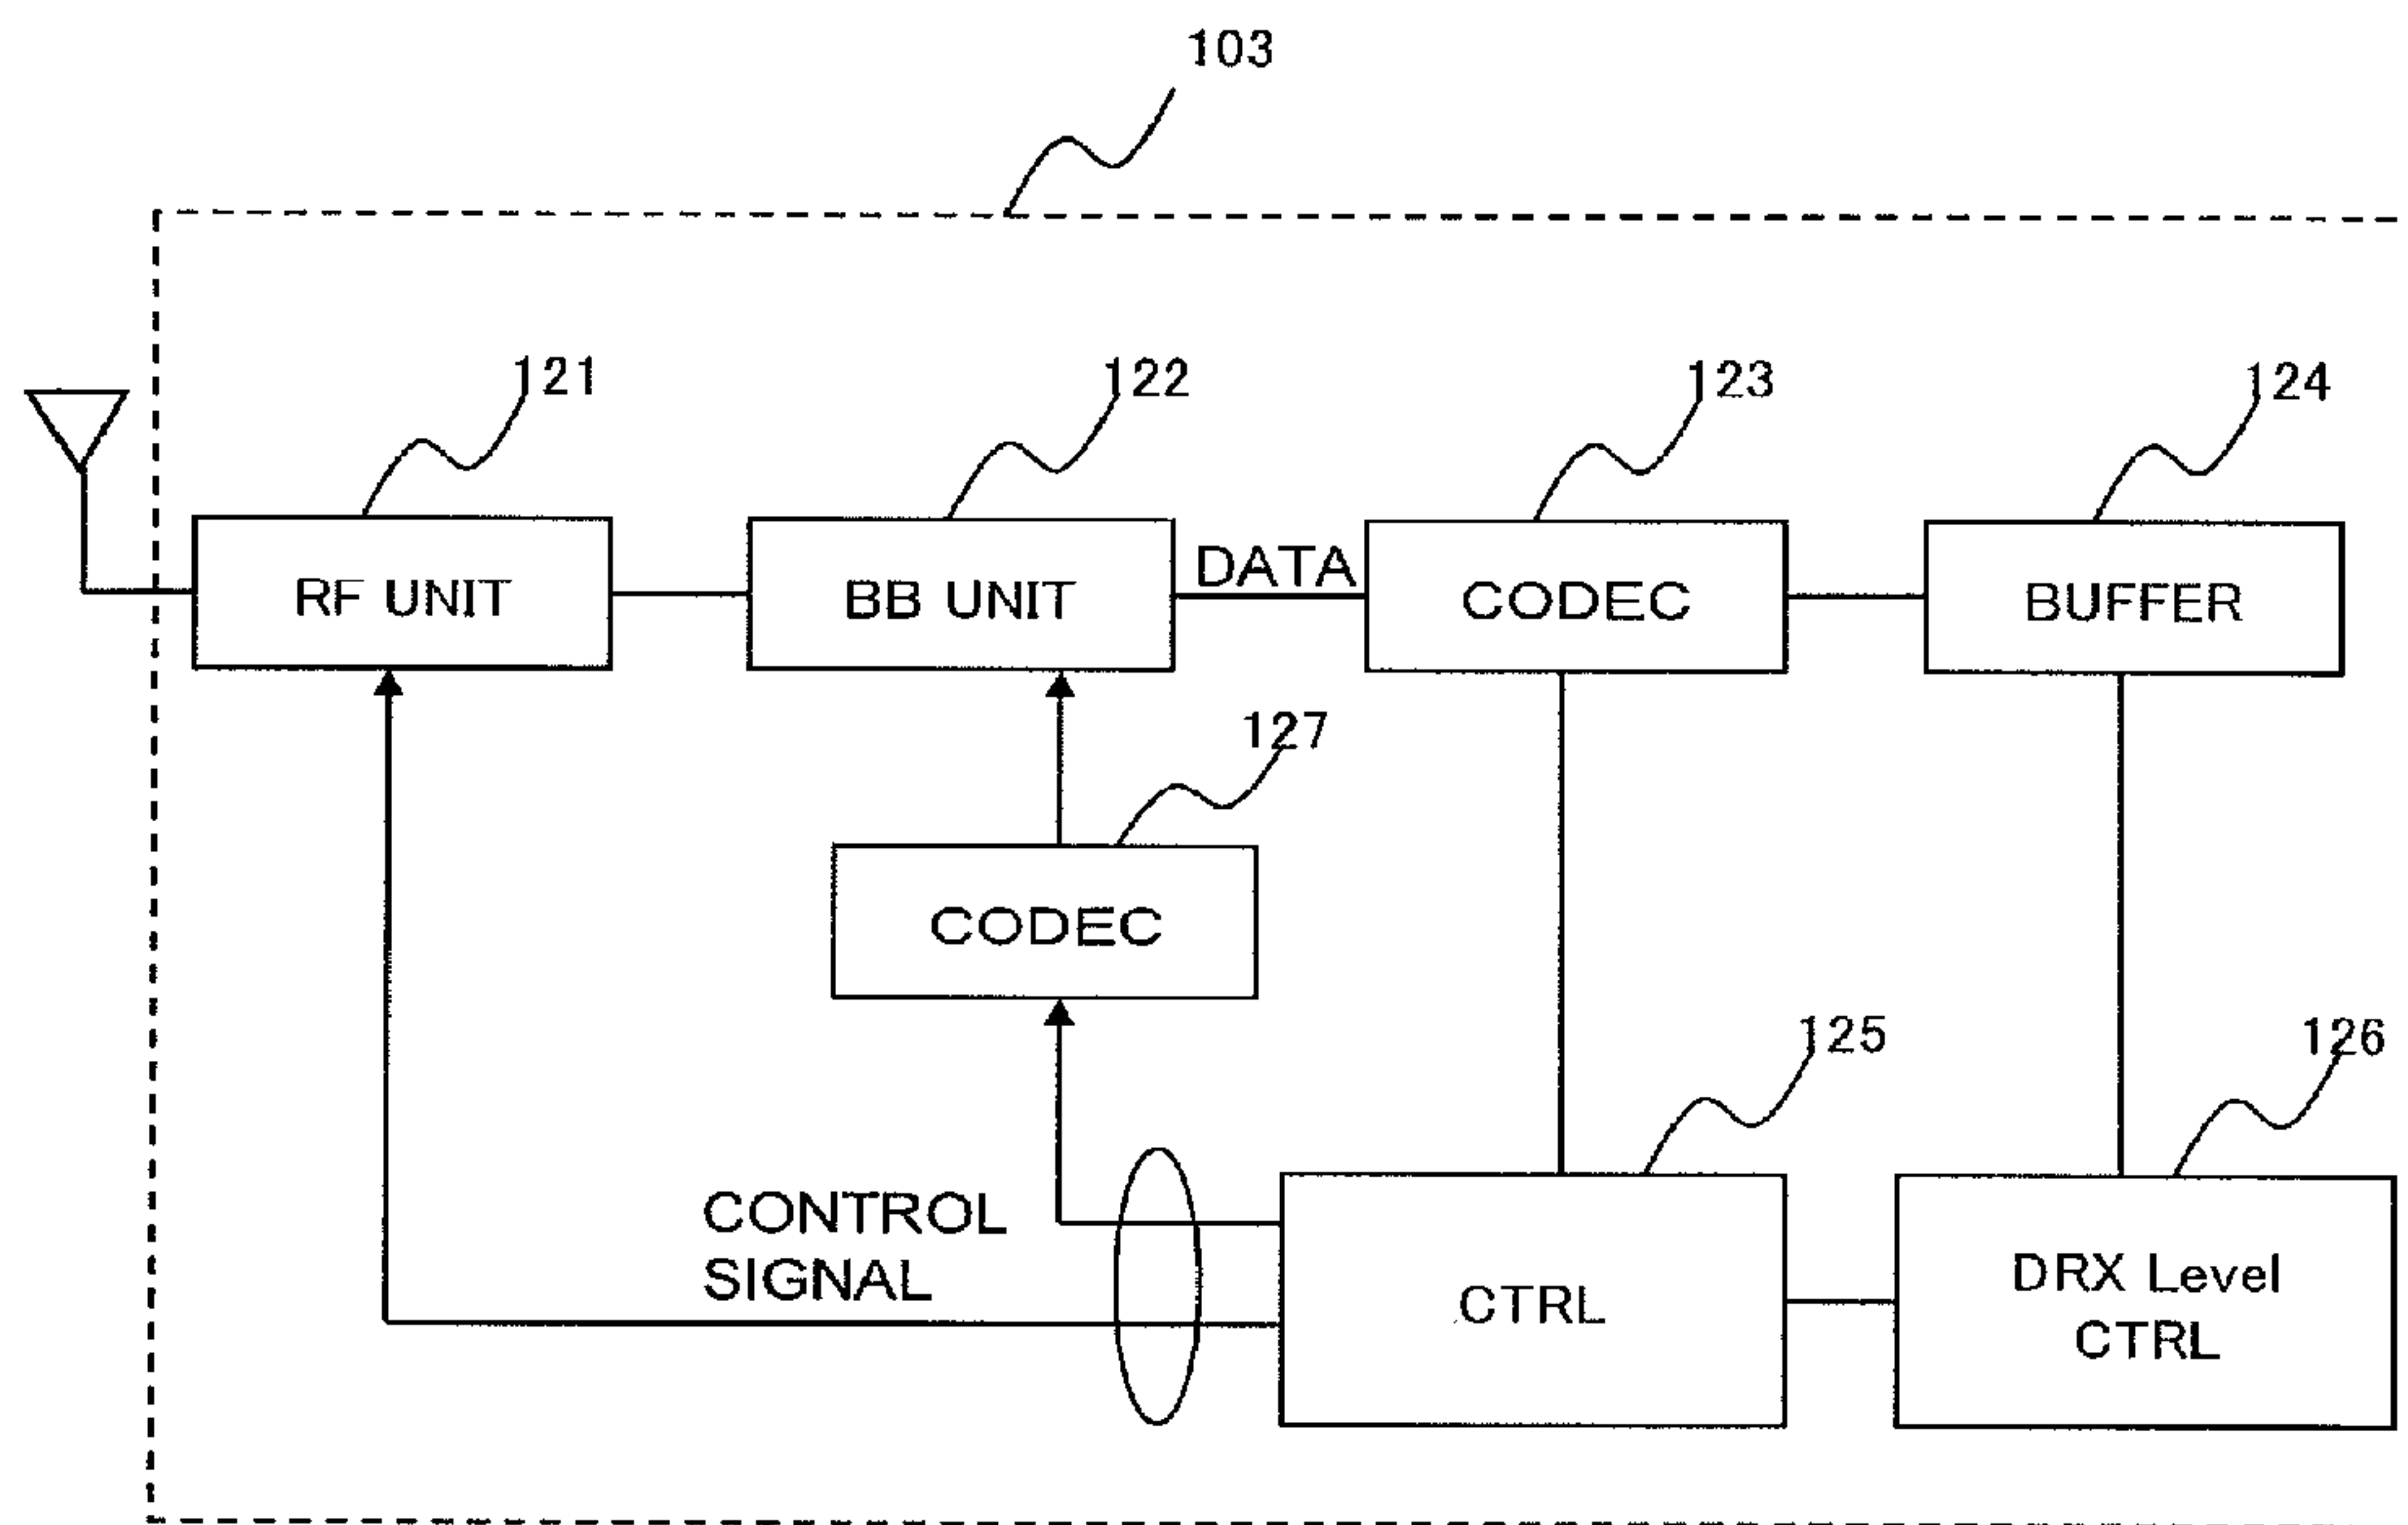 103
121
122
123
124
RF UNIT
BB UNIT
DATA
CODEC
BUFFER
127
CODEC
125
126
CONTROL
SIGNAL
CTRL
DRX Level
CTRL